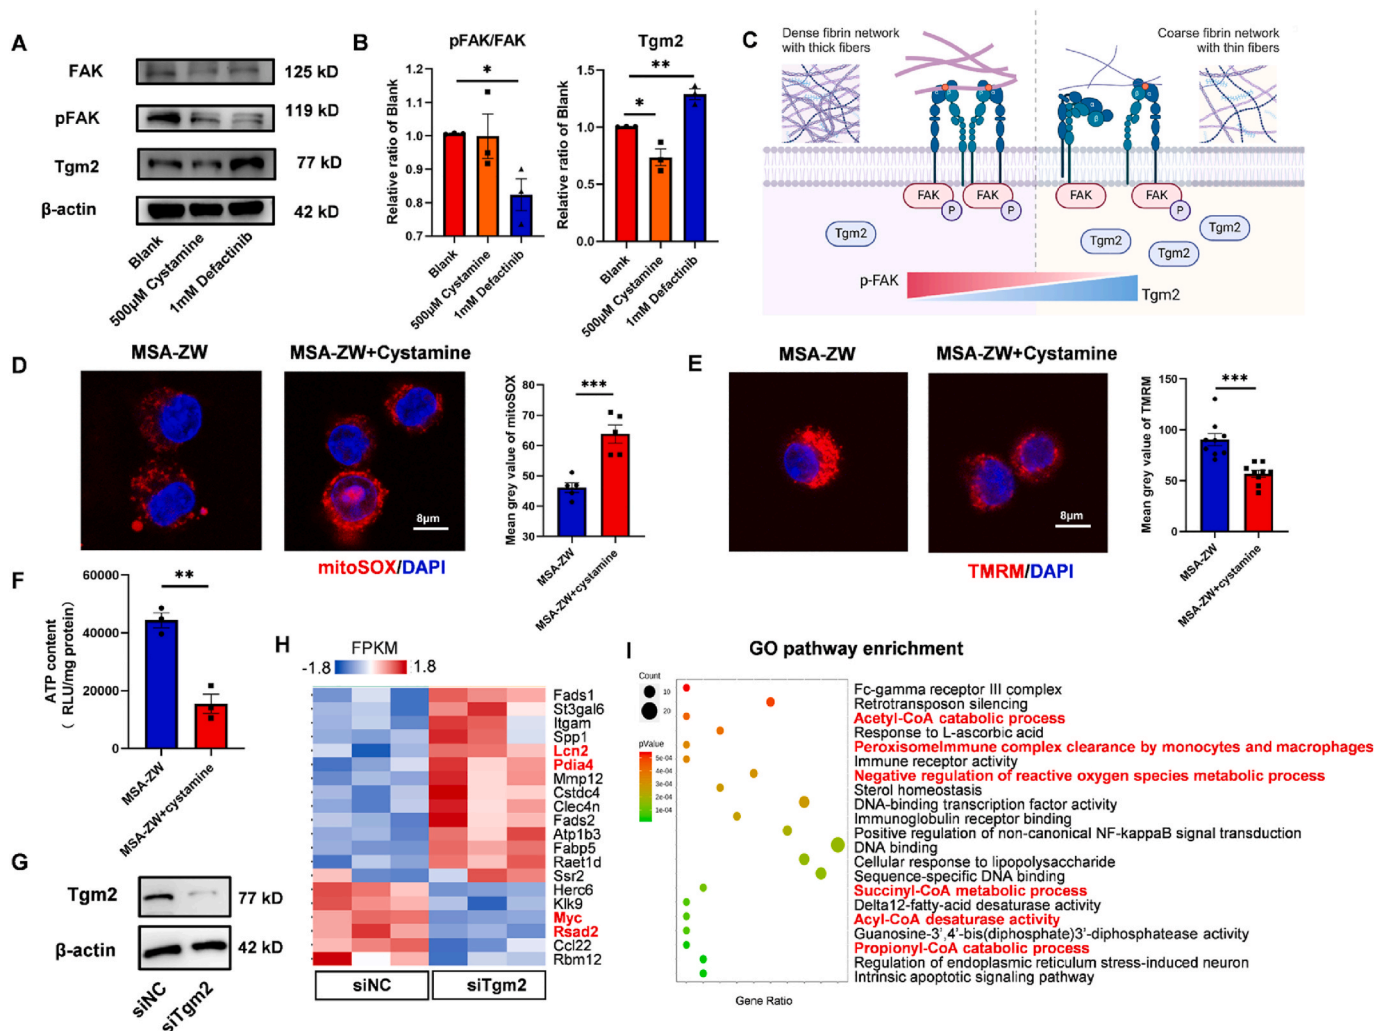 A
FAK
125 kD
pFAK
119 kD
Tgm2
77 kD
β-actin
42 kD
Blank
500μM Cystamine
1mM Defactinib
B
pFAK/FAK
Relative ratio of Blank
1.2
1.1
1.0
0.9
0.8
0.7
*
Blank
500μM Cystamine
1mM Defactinib
Tgm2
Relative ratio of Blank
1.5
1.0
0.5
0.0
**
*
Blank
500μM Cystamine
1mM Defactinib
C
Dense fibrin network
with thick fibers
Coarse fibrin network
with thin fibers
FAK
P
FAK
P
FAK
FAK
P
Tgm2
Tgm2
Tgm2
Tgm2
p-FAK
Tgm2
D
MSA-ZW
MSA-ZW+Cystamine
8μm
mitoSOX/DAPI
Mean grey value of mitoSOX
80
70
60
50
40
30
***
MSA-ZW
MSA-ZW+cystamine
E
MSA-ZW
MSA-ZW+Cystamine
8μm
TMRM/DAPI
Mean grey value of TMRM
150
100
50
0
***
MSA-ZW
MSA-ZW+cystamine
F
ATP content
( RLU/mg protein)
60000
40000
20000
0
**
MSA-ZW
MSA-ZW+cystamine
G
Tgm2
77 kD
β-actin
42 kD
siNC
siTgm2
H
FPKM
-1.8
1.8
Fads1
St3gal6
Itgam
Spp1
Lcn2
Pdia4
Mmp12
Cstdc4
Clec4n
Fads2
Atp1b3
Fabp5
Raet1d
Ssr2
Herc6
Klk9
Myc
Rsad2
Ccl22
Rbm12
siNC
siTgm2
I
GO pathway enrichment
Count
10
20
pValue
5e-04
4e-04
3e-04
2e-04
1e-04
Fc-gamma receptor III complex
Retrotransposon silencing
Acetyl-CoA catabolic process
Response to L-ascorbic acid
PeroxisomeImmune complex clearance by monocytes and macrophages
Immune receptor activity
Negative regulation of reactive oxygen species metabolic process
Sterol homeostasis
DNA-binding transcription factor activity
Immunoglobulin receptor binding
Positive regulation of non-canonical NF-kappaB signal transduction
DNA binding
Cellular response to lipopolysaccharide
Sequence-specific DNA binding
Succinyl-CoA metabolic process
Delta12-fatty-acid desaturase activity
Acyl-CoA desaturase activity
Guanosine-3',4'-bis(diphosphate)3'-diphosphatease activity
Propionyl-CoA catabolic process
Regulation of endoplasmic reticulum stress-induced neuron
Intrinsic apoptotic signaling pathway
Gene Ratio